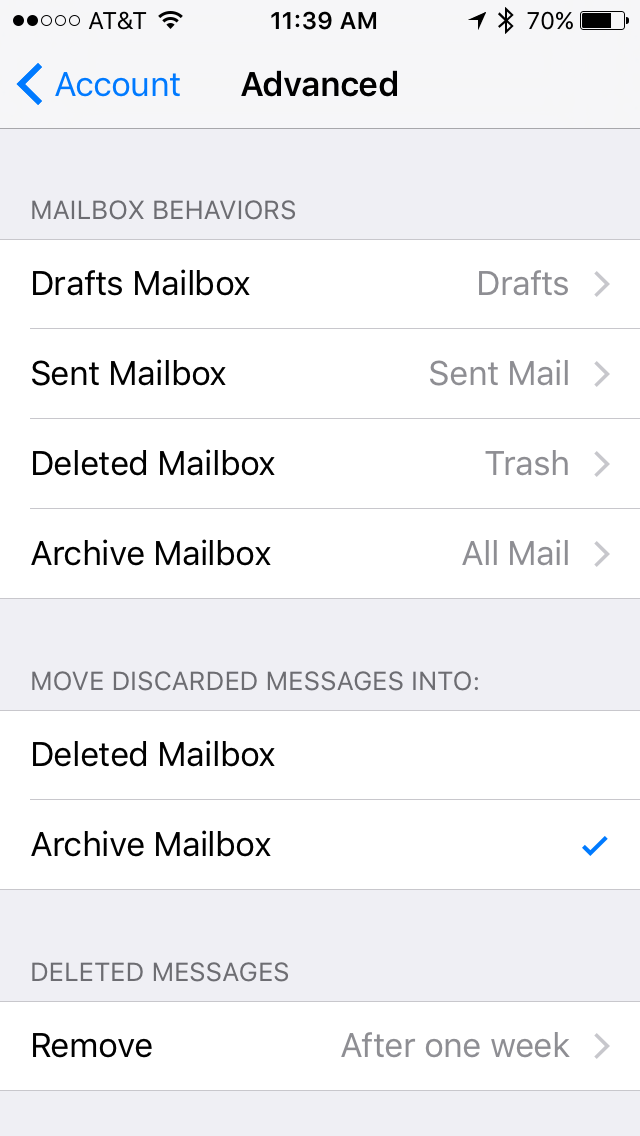 AT&T 11:39 AM 70%
Account Advanced
MAILBOX BEHAVIORS
Drafts Mailbox Drafts
Sent Mailbox Sent Mail
Deleted Mailbox Trash
Archive Mailbox All Mail
MOVE DISCARDED MESSAGES INTO:
Deleted Mailbox
Archive Mailbox
DELETED MESSAGES
Remove After one week